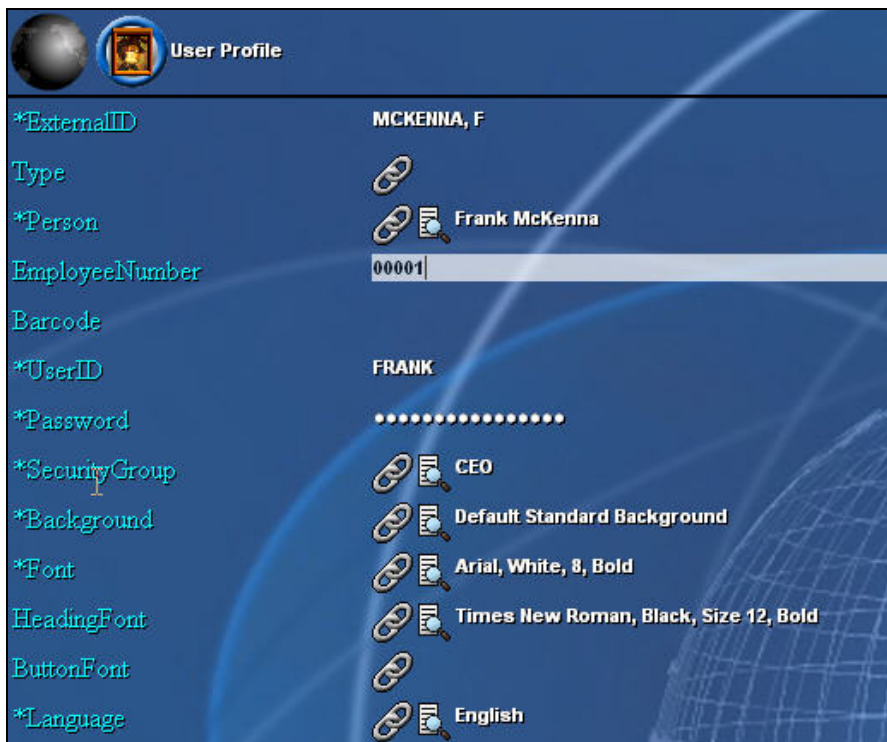 User Profile
*ExternalID MCKENNA, F
Type
*Person Frank McKenna
EmployeeNumber 00001
Barcode
*UserID FRANK
*Password ••••••••••••••••
*SecurityGroup CEO
*Background Default Standard Background
*Font Arial, White, 8, Bold
HeadingFont Times New Roman, Black, Size 12, Bold
ButtonFont
*Language English